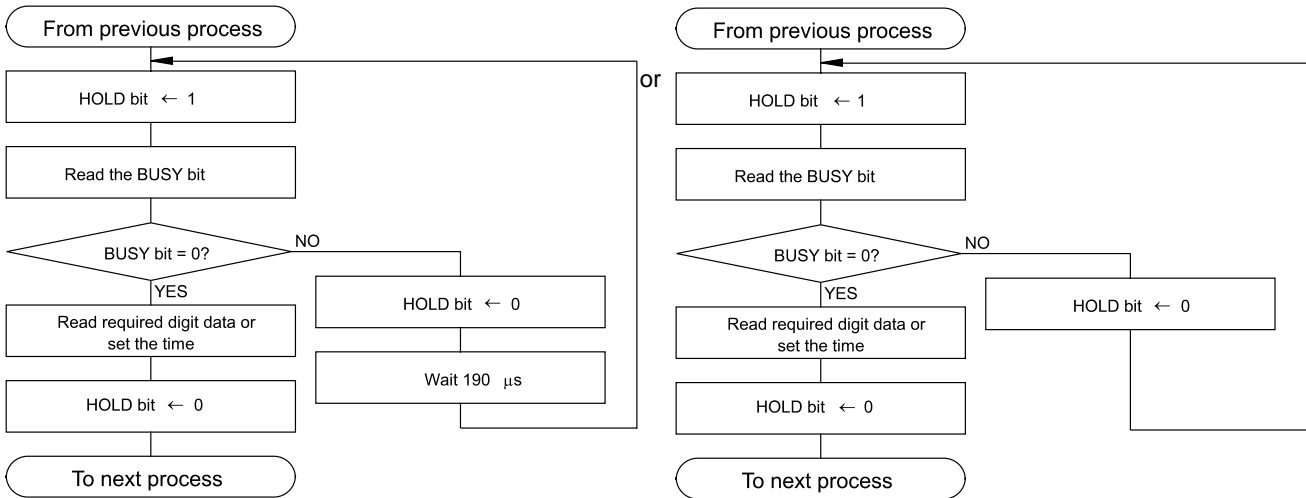 From previous process
HOLD bit ← 1
Read the BUSY bit
BUSY bit = 0?
NO
YES
HOLD bit ← 0
Read required digit data or
set the time
Wait 190 μs
HOLD bit ← 0
To next process
or
From previous process
HOLD bit ← 1
Read the BUSY bit
BUSY bit = 0?
NO
YES
HOLD bit ← 0
Read required digit data or
set the time
HOLD bit ← 0
To next process